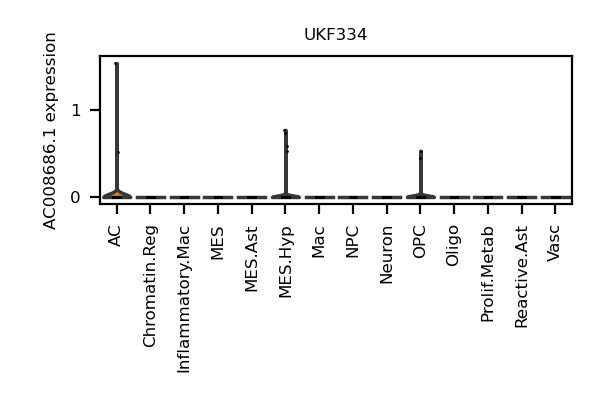 UKF334
AC008686.1 expression
1
0
AC
Chromatin.Reg
Inflammatory.Mac
MES
MES.Ast
MES.Hyp
Mac
NPC
Neuron
OPC
Oligo
Prolif.Metab
Reactive.Ast
Vasc